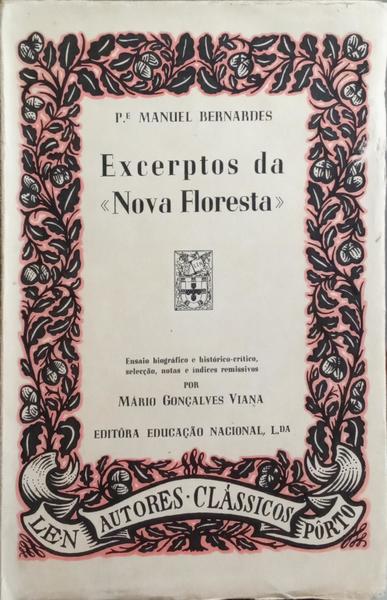 P.E MANUEL BERNARDES
Excerptos da
«Nova Floresta»
Ensaio biográfico e histórico-crítico,
selecção, notas e índices remissivos
POR
MÁRIO GONÇALVES VIANA
EDITÔRA EDUCAÇÃO NACIONAL, L.DA
L·E·N AUTORES·CLÁSSICOS PÔRTO